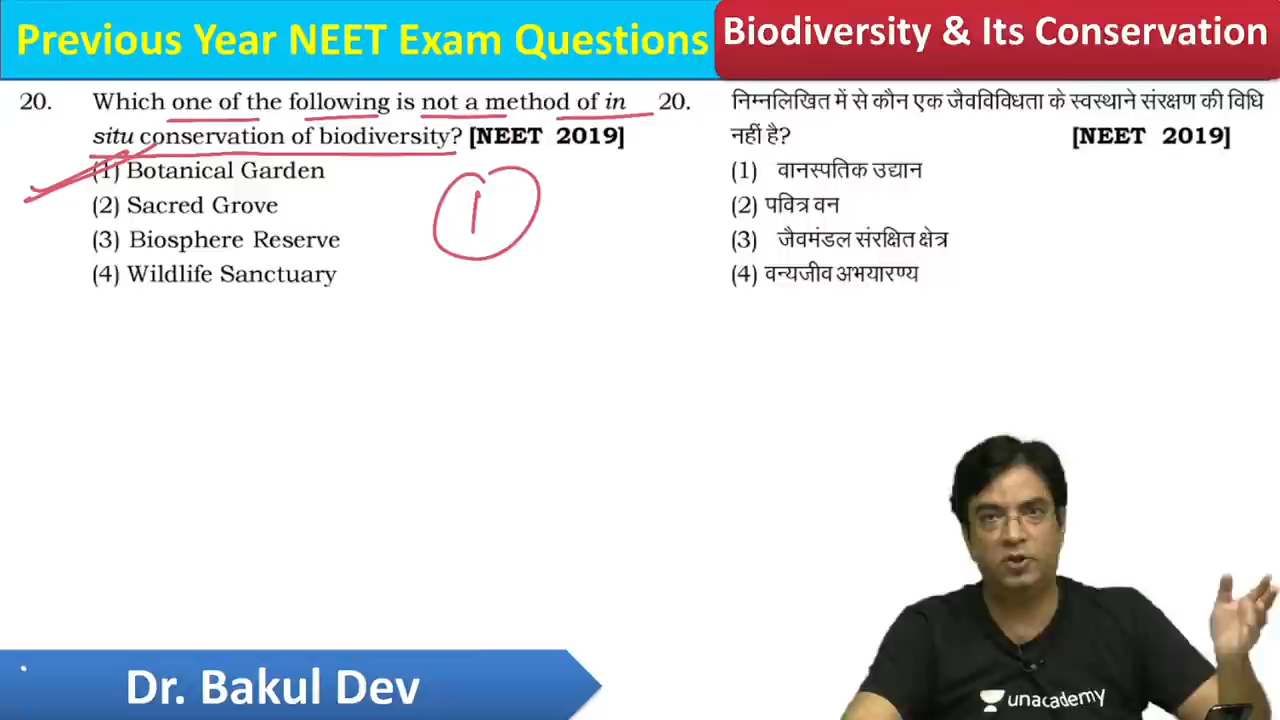 Previous Year NEET Exam Questions
Biodiversity & Its Conservation
20. Which one of the following is not a method of in
situ conservation of biodiversity? [NEET 2019]
(1) Botanical Garden
(2) Sacred Grove
(3) Biosphere Reserve
(4) Wildlife Sanctuary
1
20. निम्नलिखित में से कौन एक जैवविविधता के स्वस्थाने संरक्षण की विधि
नहीं है? [NEET 2019]
(1) वानस्पतिक उद्यान
(2) पवित्र वन
(3) जैवमंडल संरक्षित क्षेत्र
(4) वन्यजीव अभयारण्य
unacademy
Dr. Bakul Dev